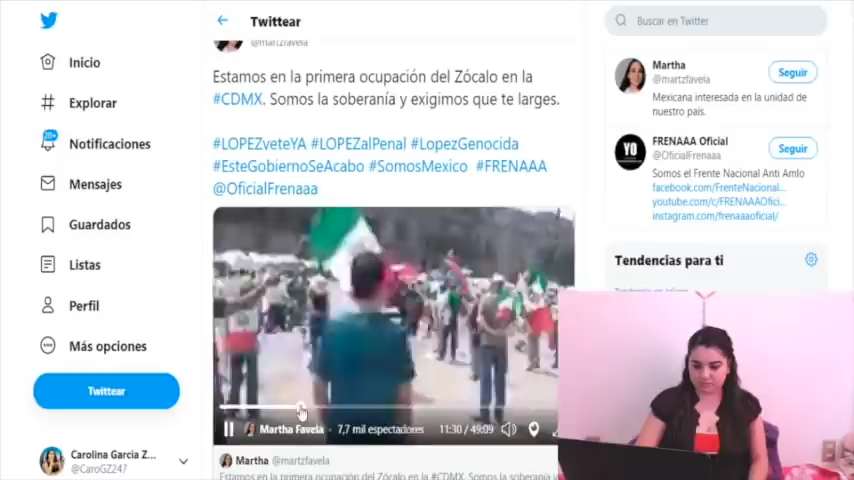 Twittear
Buscar en Twitter
@martzfavela
Inicio
Explorar
20+
Notificaciones
Mensajes
Guardados
Listas
Perfil
Más opciones
Twittear
Carolina Garcia Z...
@CaroGZ247
Estamos en la primera ocupación del Zócalo en la
#CDMX. Somos la soberanía y exigimos que te larges.
#LOPEZveteYA #LOPEZalPenal #LopezGenocida
#EsteGobiernoSeAcabo #SomosMexico #FRENAAA
@OficialFrenaaa
Martha Favela · 7,7 mil espectadores 11:30 / 49:09
Martha @martzfavela
Estamos en la primera ocupación del Zócalo en la #CDMX. Somos la soberanía y
Martha
@martzfavela
Seguir
Mexicana interesada en la unidad de
nuestro país.
YO
FRENAAA Oficial
@OficialFrenaaa
Seguir
Somos el Frente Nacional Anti Amlo
facebook.com/FrenteNacional...
youtube.com/c/FRENAAAOfici...
instagram.com/frenaaaoficial/
Tendencias para ti